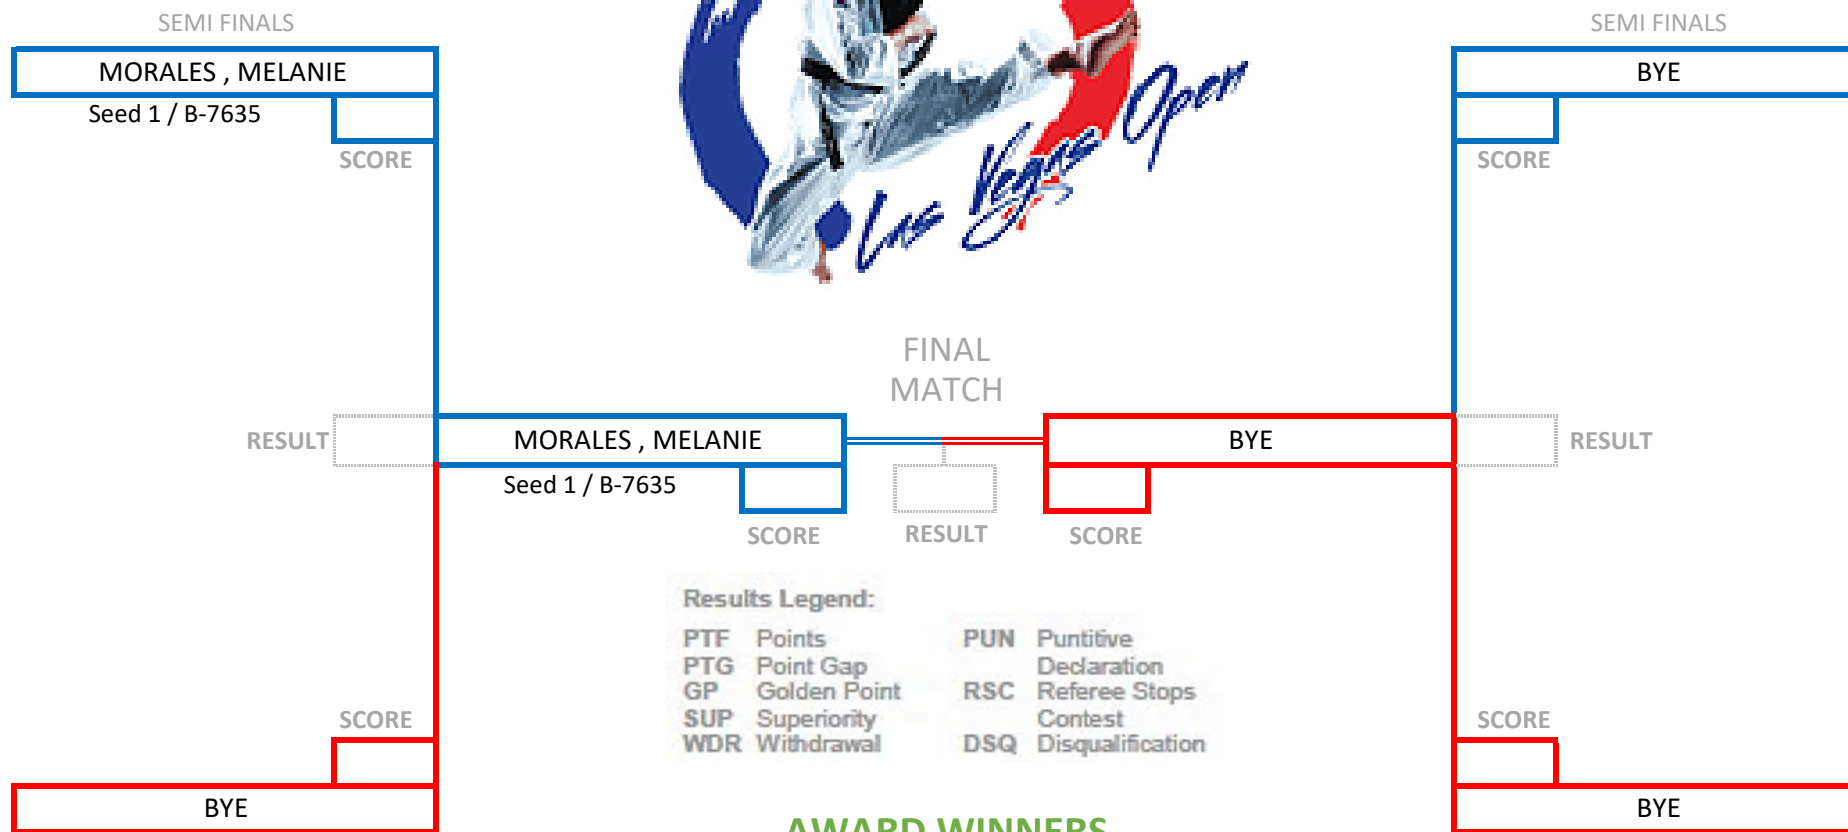 SEMI FINALS
SEMI FINALS
MORALES , MELANIE
BYE
Seed 1 / B-7635
SCORE
SCORE
Las Vegas Open
FINAL
MATCH
RESULT
MORALES , MELANIE
BYE
RESULT
Seed 1 / B-7635
SCORE
RESULT
SCORE
Results Legend:
PTF Points
PTG Point Gap
GP Golden Point
SUP Superiority
WDR Withdrawal
PUN Puntitive
Declaration
RSC Referee Stops
Contest
DSQ Disqualification
SCORE
SCORE
BYE
BYE
AWARD WINNERS